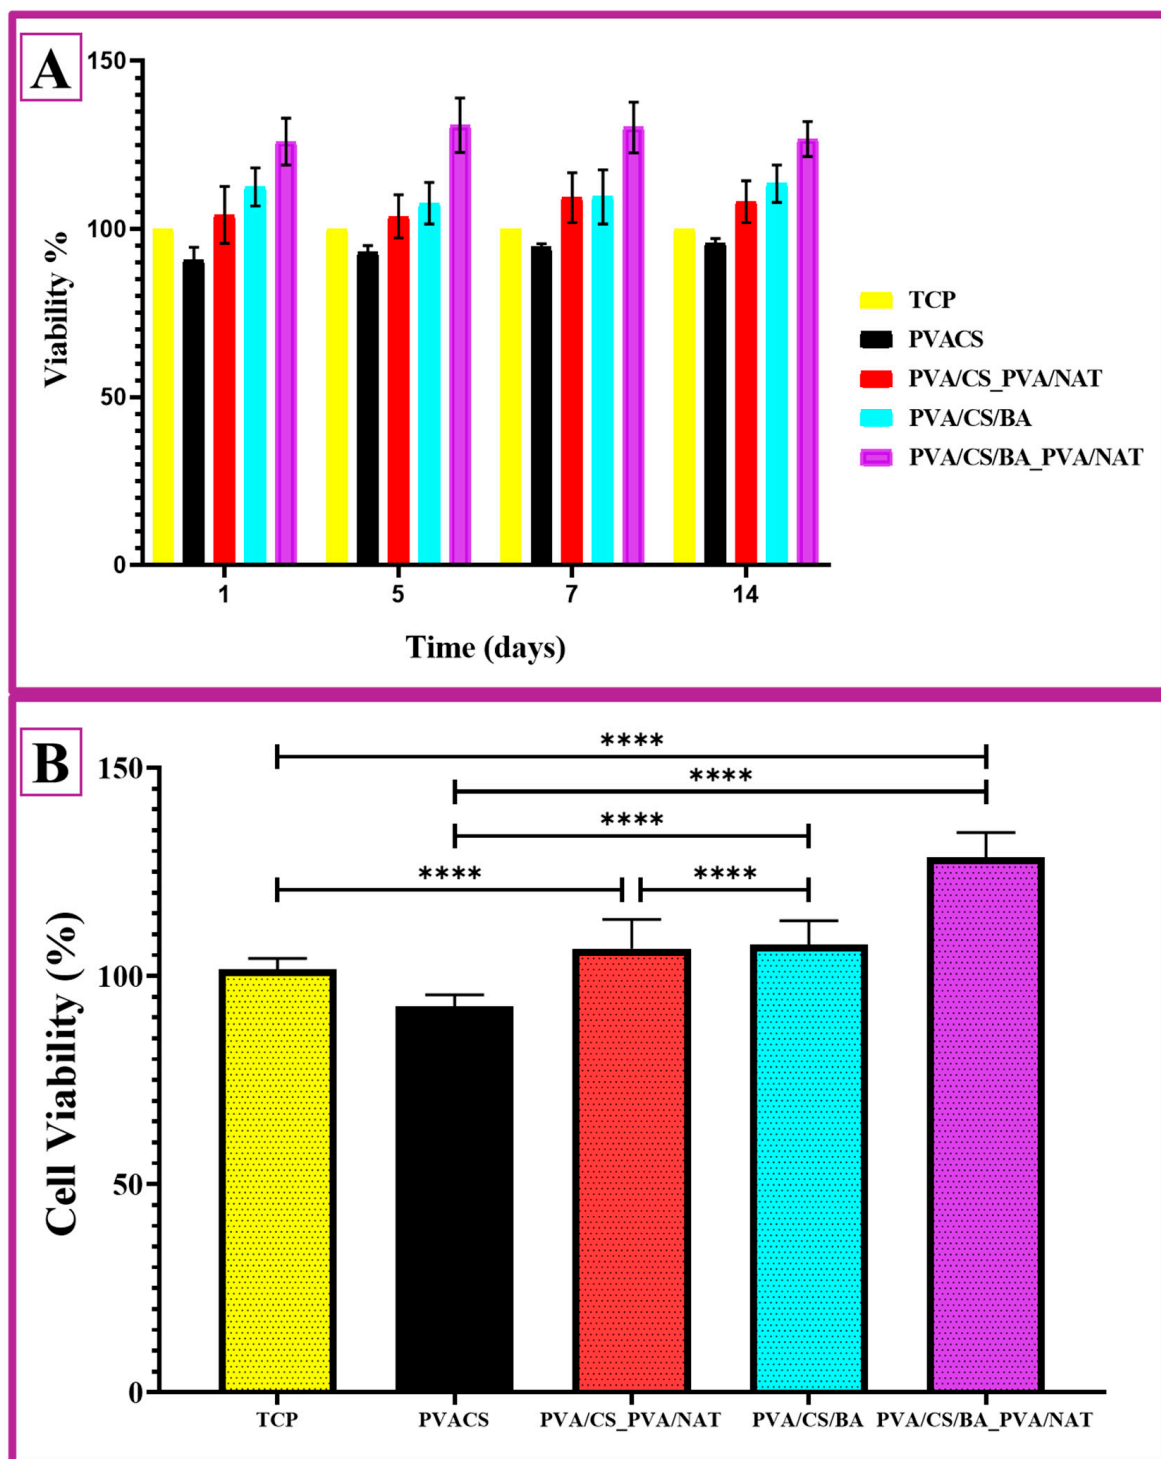 A
150
100
50
0
Viability %
1 5 7 14
Time (days)
TCP
PVACS
PVA/CS_PVA/NAT
PVA/CS/BA
PVA/CS/BA_PVA/NAT
B
****
****
****
**** ****
150
100
50
0
Cell Viability (%)
TCP PVACS PVA/CS_PVA/NAT PVA/CS/BA PVA/CS/BA_PVA/NAT